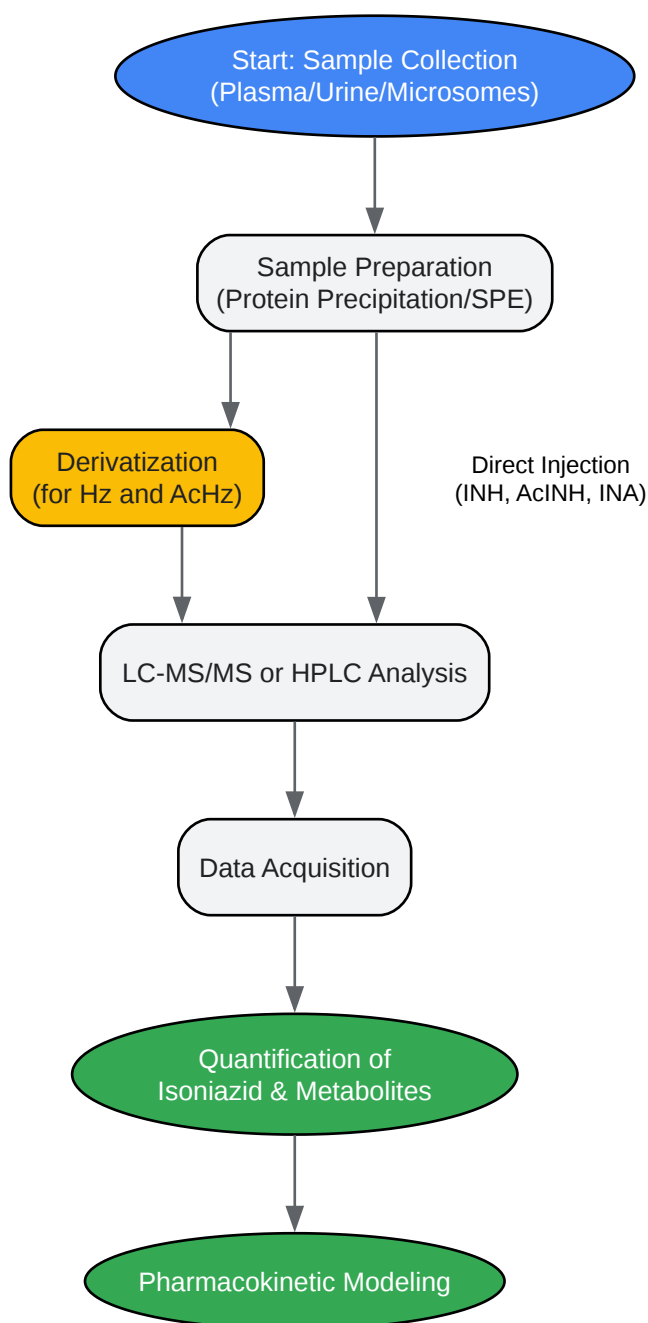 Start: Sample Collection
(Plasma/Urine/Microsomes)
Sample Preparation
(Protein Precipitation/SPE)
Derivatization
(for Hz and AcHz)
Direct Injection
(INH, AcINH, INA)
LC-MS/MS or HPLC Analysis
Data Acquisition
Quantification of
Isoniazid & Metabolites
Pharmacokinetic Modeling